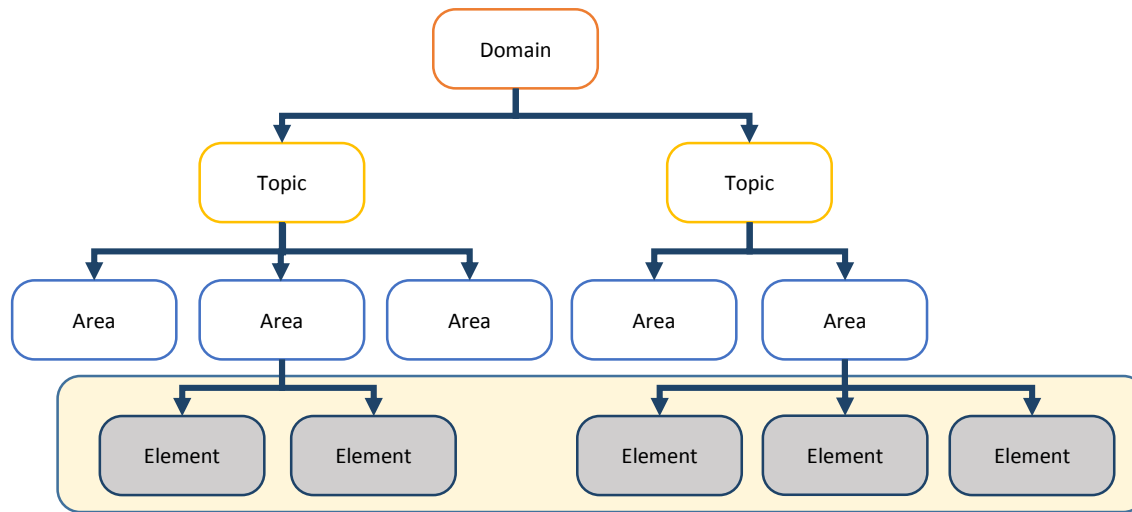 Domain
Topic
Topic
Area
Area
Area
Area
Area
Element
Element
Element
Element
Element